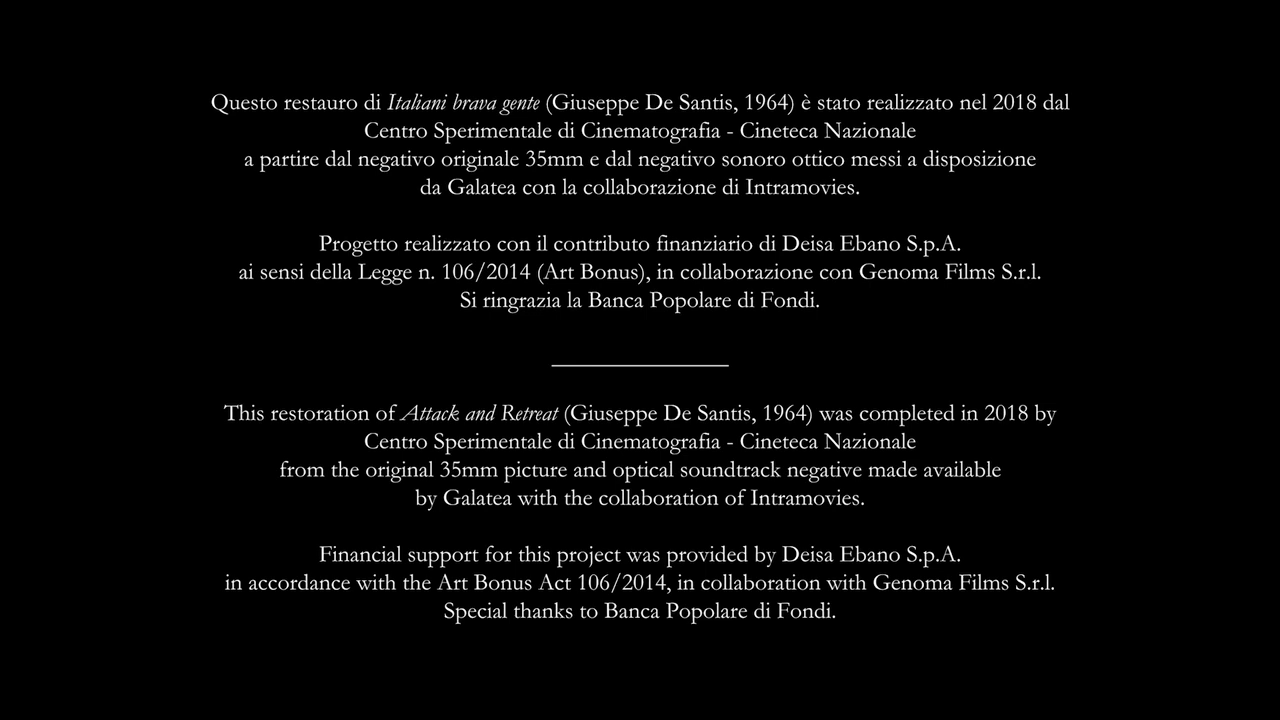 Questo restauro di Italiani brava gente (Giuseppe De Santis, 1964) è stato realizzato nel 2018 dal
Centro Sperimentale di Cinematografia - Cineteca Nazionale
a partire dal negativo originale 35mm e dal negativo sonoro ottico messi a disposizione
da Galatea con la collaborazione di Intramovies.
Progetto realizzato con il contributo finanziario di Deisa Ebano S.p.A.
ai sensi della Legge n. 106/2014 (Art Bonus), in collaborazione con Genoma Films S.r.l.
Si ringrazia la Banca Popolare di Fondi.
This restoration of Attack and Retreat (Giuseppe De Santis, 1964) was completed in 2018 by
Centro Sperimentale di Cinematografia - Cineteca Nazionale
from the original 35mm picture and optical soundtrack negative made available
by Galatea with the collaboration of Intramovies.
Financial support for this project was provided by Deisa Ebano S.p.A.
in accordance with the Art Bonus Act 106/2014, in collaboration with Genoma Films S.r.l.
Special thanks to Banca Popolare di Fondi.